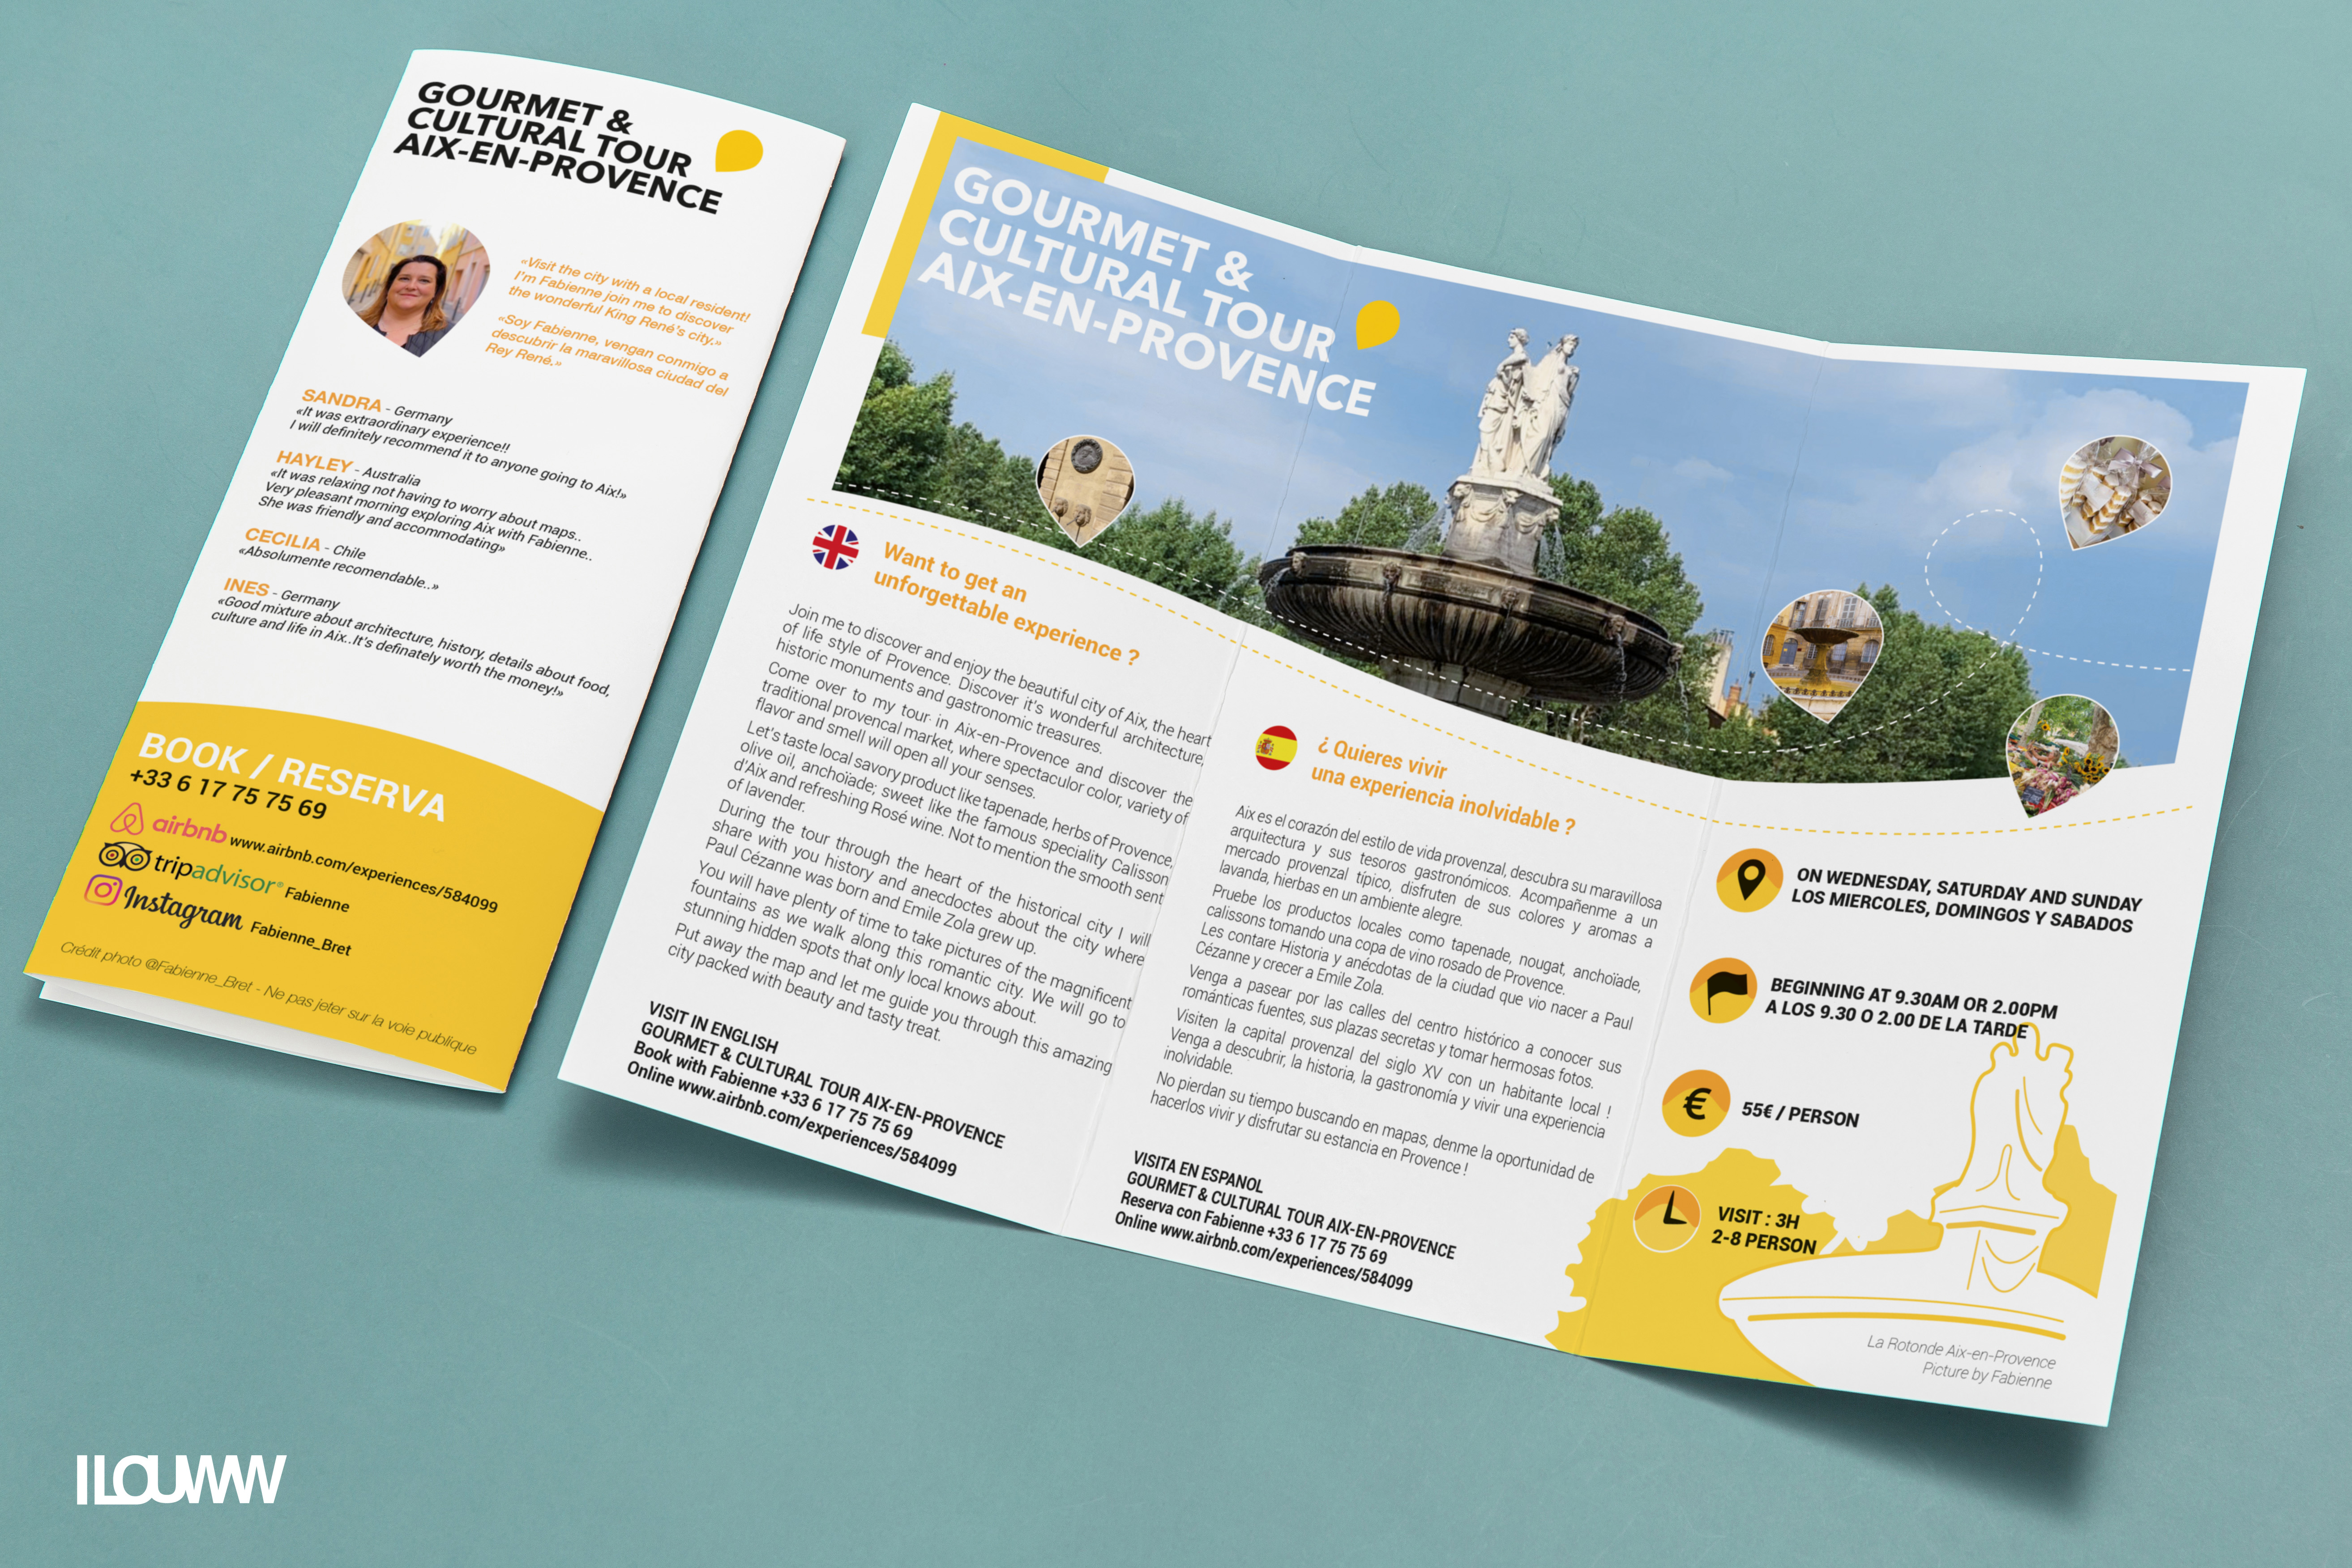 GOURMET &
CULTURAL TOUR
AIX-EN-PROVENCE
«Visit the city with a local resident!
I'm Fabienne join me to discover
the wonderful King René's city.»
«Soy Fabienne, vengan conmigo a
descubrir la maravillosa ciudad del
Rey René.»
SANDRA - Germany
«It was extraordinary experience!!
I will definitely recommend it to anyone going to Aix!»
HAYLEY - Australia
«It was relaxing not having to worry about maps..
Very pleasant morning exploring Aix with Fabienne..
She was friendly and accommodating»
CECILIA - Chile
«Absolumente recomendable..»
INES - Germany
«Good mixture about architecture, history, details about food,
culture and life in Aix..It's definately worth the money!»
BOOK / RESERVA
+33 6 17 75 75 69
airbnb www.airbnb.com/experiences/584099
tripadvisor® Fabienne
Instagram Fabienne_Bret
Crédit photo @Fabienne_Bret - Ne pas jeter sur la voie publique
GOURMET &
CULTURAL TOUR
AIX-EN-PROVENCE
Want to get an
unforgettable experience ?
Join me to discover and enjoy the beautiful city of Aix, the heart
of life style of Provence. Discover it's wonderful architecture,
historic monuments and gastronomic treasures.
Come over to my tour in Aix-en-Provence and discover the
traditional provencal market, where spectaculor color, variety of
flavor and smell will open all your senses.
Let's taste local savory product like tapenade, herbs of Provence,
olive oil, anchoïade; sweet like the famous speciality Calisson
d'Aix and refreshing Rosé wine. Not to mention the smooth sent
of lavender.
During the tour through the heart of the historical city I will
share with you history and anecdoctes about the city where
Paul Cézanne was born and Emile Zola grew up.
You will have plenty of time to take pictures of the magnificent
fountains as we walk along this romantic city. We will go to
stunning hidden spots that only local knows about.
Put away the map and let me guide you through this amazing
city packed with beauty and tasty treat.
VISIT IN ENGLISH
GOURMET & CULTURAL TOUR AIX-EN-PROVENCE
Book with Fabienne +33 6 17 75 75 69
Online www.airbnb.com/experiences/584099
¿ Quieres vivir
una experiencia inolvidable ?
Aix es el corazón del estilo de vida provenzal, descubra su maravillosa
arquitectura y sus tesoros gastronómicos. Acompañenme a un
mercado provenzal típico, disfruten de sus colores y aromas a
lavanda, hierbas en un ambiente alegre.
Pruebe los productos locales como tapenade, nougat, anchoïade,
calissons tomando una copa de vino rosado de Provence.
Les contare Historia y anécdotas de la ciudad que vio nacer a Paul
Cézanne y crecer a Emile Zola.
Venga a pasear por las calles del centro histórico a conocer sus
románticas fuentes, sus plazas secretas y tomar hermosas fotos.
Visiten la capital provenzal del siglo XV con un habitante local !
Venga a descubrir, la historia, la gastronomía y vivir una experiencia
inolvidable.
No pierdan su tiempo buscando en mapas, denme la oportunidad de
hacerlos vivir y disfrutar su estancia en Provence !
VISITA EN ESPANOL
GOURMET & CULTURAL TOUR AIX-EN-PROVENCE
Reserva con Fabienne +33 6 17 75 75 69
Online www.airbnb.com/experiences/584099
ON WEDNESDAY, SATURDAY AND SUNDAY
LOS MIERCOLES, DOMINGOS Y SABADOS
BEGINNING AT 9.30AM OR 2.00PM
A LOS 9.30 O 2.00 DE LA TARDE
€
55€ / PERSON
VISIT : 3H
2-8 PERSON
La Rotonde Aix-en-Provence
Picture by Fabienne
ILOUWW